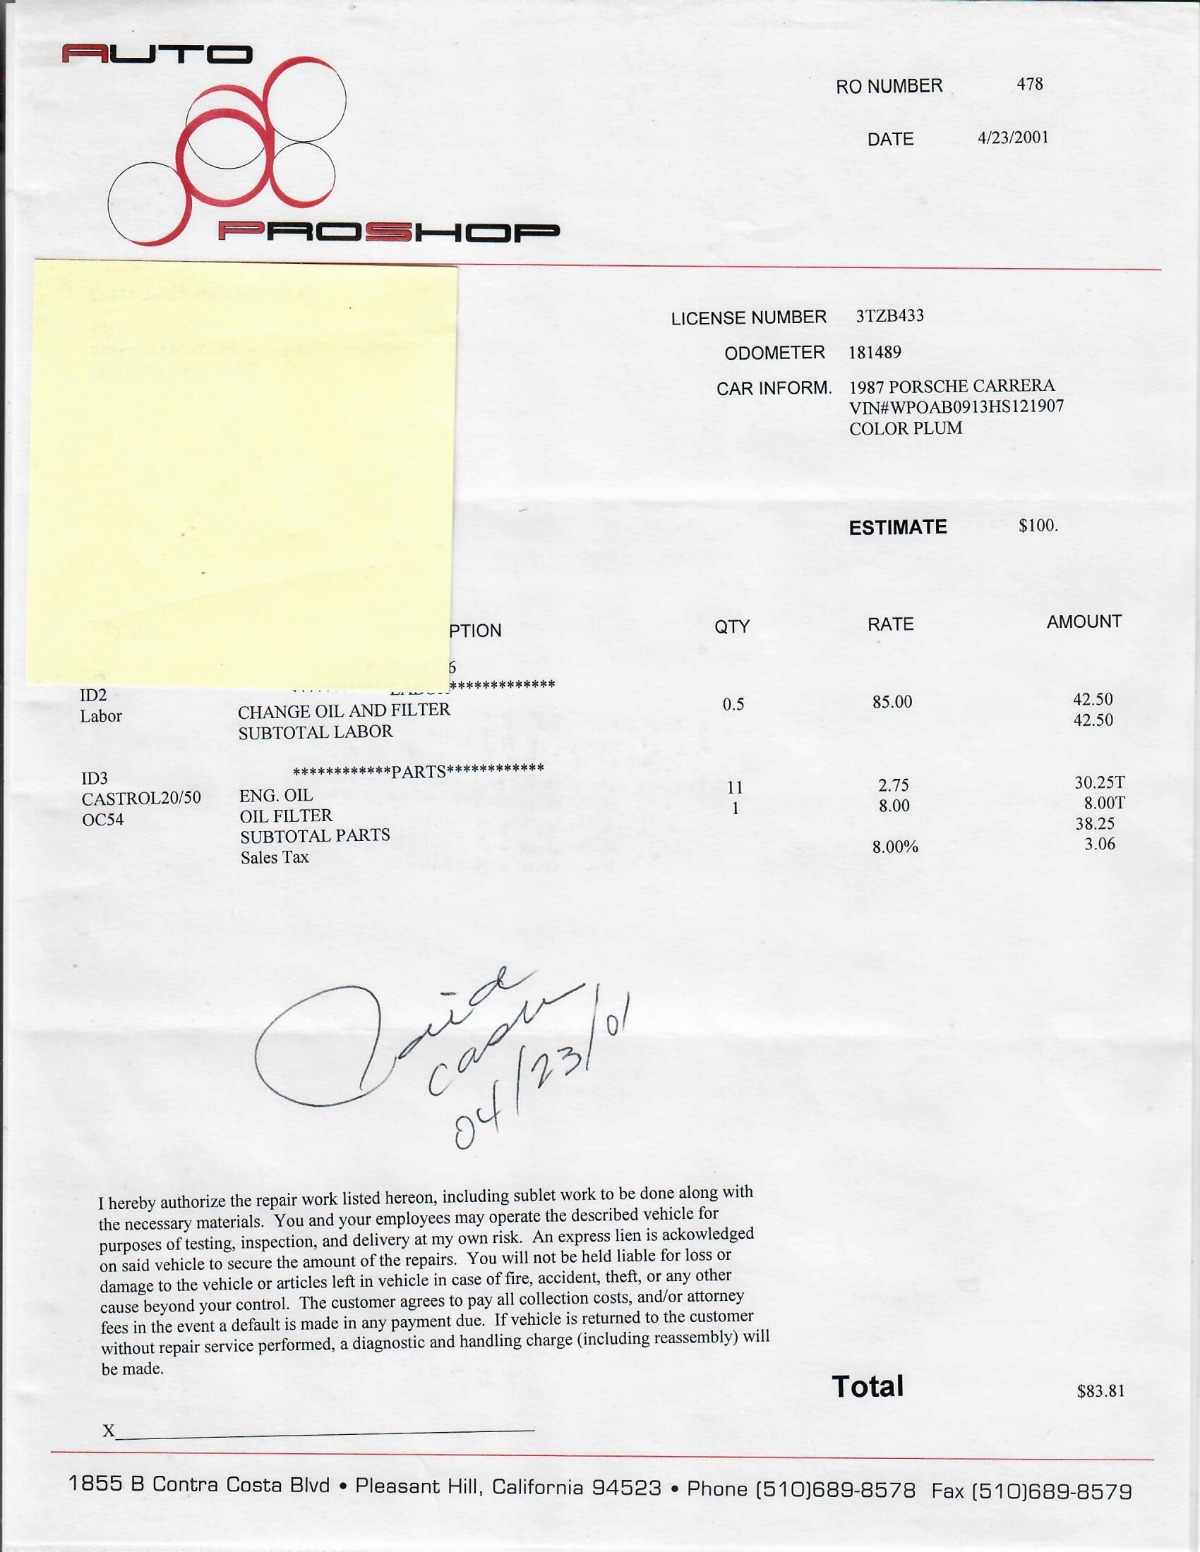 AUTO
PROSHOP
RO NUMBER 478
DATE 4/23/2001
LICENSE NUMBER 3TZB433
ODOMETER 181489
CAR INFORM. 1987 PORSCHE CARRERA
VIN#WPOAB0913HS121907
COLOR PLUM
ESTIMATE $100.
PTION QTY RATE AMOUNT
6
ID2 **************
Labor CHANGE OIL AND FILTER 0.5 85.00 42.50
SUBTOTAL LABOR 42.50
ID3 ************PARTS************
CASTROL20/50 ENG. OIL 11 2.75 30.25T
OC54 OIL FILTER 1 8.00 8.00T
SUBTOTAL PARTS 38.25
Sales Tax 8.00% 3.06
Paid
Cash
04/23/01
I hereby authorize the repair work listed hereon, including sublet work to be done along with
the necessary materials. You and your employees may operate the described vehicle for
purposes of testing, inspection, and delivery at my own risk. An express lien is ackowledged
on said vehicle to secure the amount of the repairs. You will not be held liable for loss or
damage to the vehicle or articles left in vehicle in case of fire, accident, theft, or any other
cause beyond your control. The customer agrees to pay all collection costs, and/or attorney
fees in the event a default is made in any payment due. If vehicle is returned to the customer
without repair service performed, a diagnostic and handling charge (including reassembly) will
be made.
Total $83.81
X
1855 B Contra Costa Blvd • Pleasant Hill, California 94523 • Phone (510)689-8578 Fax (510)689-8579